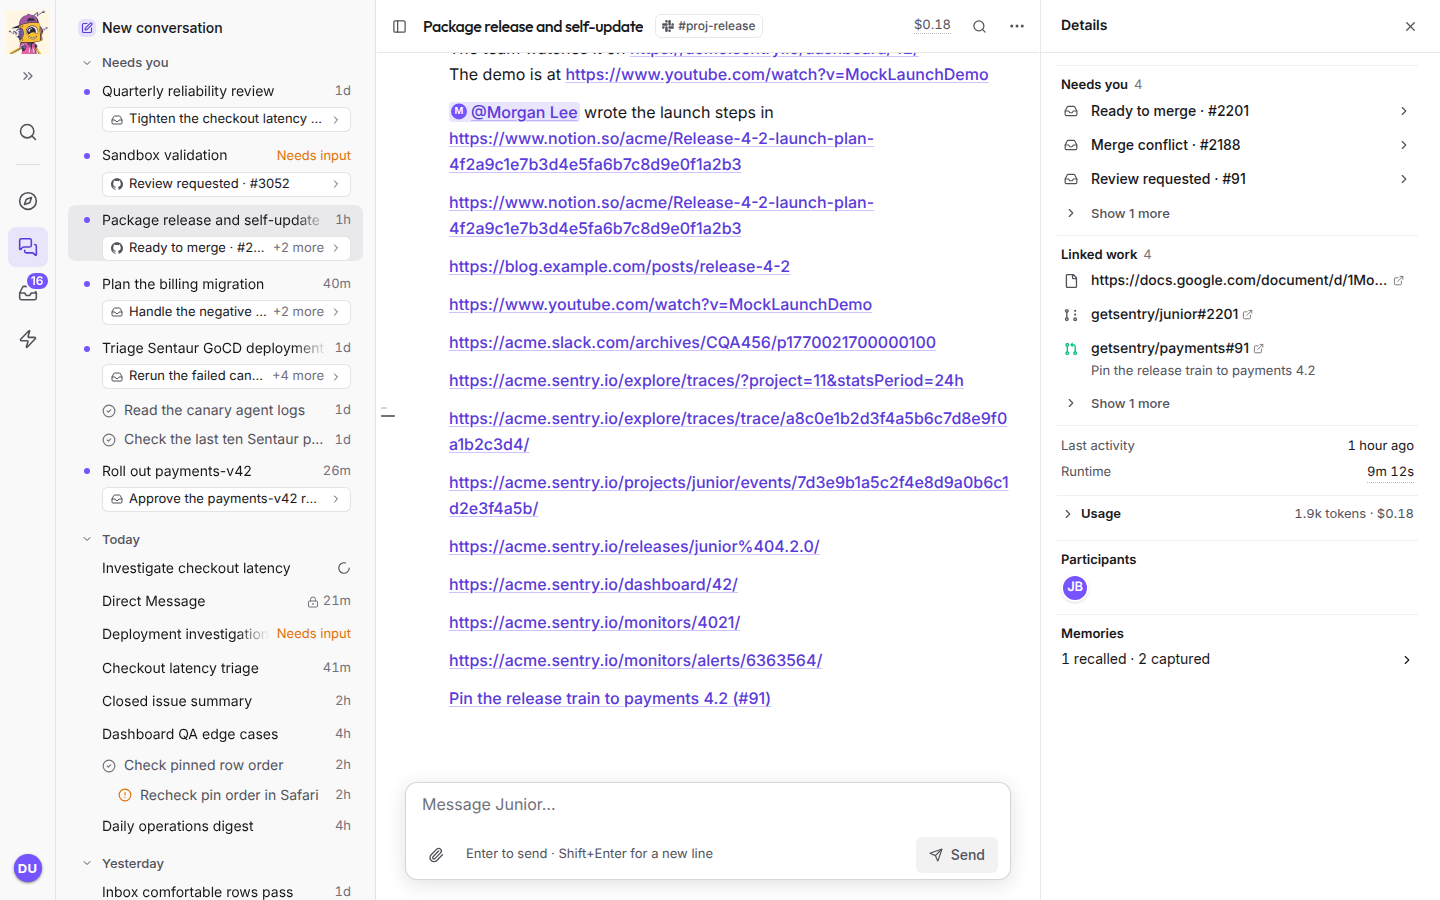 New conversation
Needs you
Quarterly reliability review 1d
Tighten the checkout latency ...
Sandbox validation Needs input
Review requested · #3052
Package release and self-update 1h
Ready to merge · #2... +2 more
Plan the billing migration 40m
Handle the negative ... +2 more
Triage Sentaur GoCD deployment 1d
Rerun the failed can... +4 more
Read the canary agent logs 1d
Check the last ten Sentaur p... 1d
Roll out payments-v42 26m
Approve the payments-v42 r...
Today
Investigate checkout latency
Direct Message 21m
Deployment investigation Needs input
Checkout latency triage 41m
Closed issue summary 2h
Dashboard QA edge cases 4h
Check pinned row order 2h
Recheck pin order in Safari 2h
Daily operations digest 4h
Yesterday
Inbox comfortable rows pass 1d
16
DU
Package release and self-update #proj-release $0.18
The demo is at https://www.youtube.com/watch?v=MockLaunchDemo
M @Morgan Lee wrote the launch steps in
https://www.notion.so/acme/Release-4-2-launch-plan-
4f2a9c1e7b3d4e5fa6b7c8d9e0f1a2b3
https://www.notion.so/acme/Release-4-2-launch-plan-
4f2a9c1e7b3d4e5fa6b7c8d9e0f1a2b3
https://blog.example.com/posts/release-4-2
https://www.youtube.com/watch?v=MockLaunchDemo
https://acme.slack.com/archives/CQA456/p1770021700000100
https://acme.sentry.io/explore/traces/?project=11&statsPeriod=24h
https://acme.sentry.io/explore/traces/trace/a8c0e1b2d3f4a5b6c7d8e9f0
a1b2c3d4/
https://acme.sentry.io/projects/junior/events/7d3e9b1a5c2f4e8d9a0b6c1
d2e3f4a5b/
https://acme.sentry.io/releases/junior%404.2.0/
https://acme.sentry.io/dashboard/42/
https://acme.sentry.io/monitors/4021/
https://acme.sentry.io/monitors/alerts/6363564/
Pin the release train to payments 4.2 (#91)
Message Junior...
Enter to send · Shift+Enter for a new line
Send
Details
Needs you 4
Ready to merge · #2201
Merge conflict · #2188
Review requested · #91
Show 1 more
Linked work 4
https://docs.google.com/document/d/1Mo...
getsentry/junior#2201
getsentry/payments#91
Pin the release train to payments 4.2
Show 1 more
Last activity 1 hour ago
Runtime 9m 12s
Usage 1.9k tokens · $0.18
Participants
JB
Memories
1 recalled · 2 captured